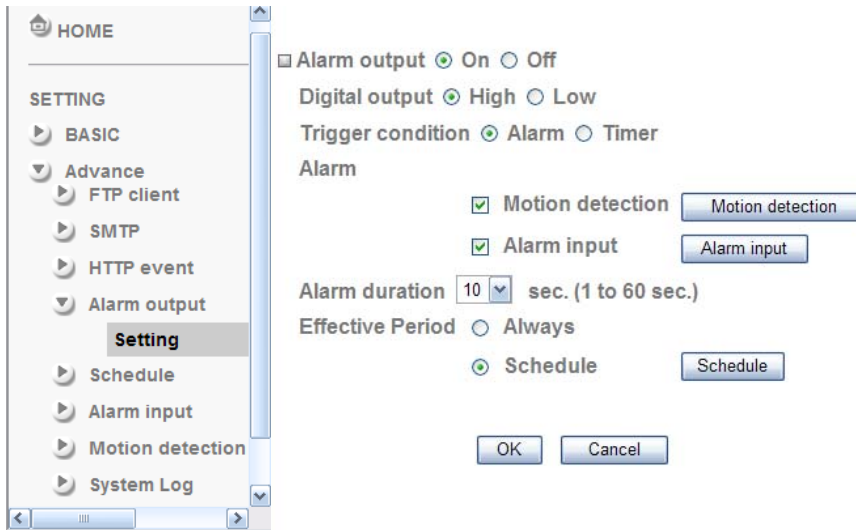 HOME
SETTING
BASIC
Advance
FTP client
SMTP
HTTP event
Alarm output
Setting
Schedule
Alarm input
Motion detection
System Log
Alarm output On Off
Digital output High Low
Trigger condition Alarm Timer
Alarm
Motion detection Motion detection
Alarm input Alarm input
Alarm duration 10 sec. (1 to 60 sec.)
Effective Period Always
Schedule Schedule
OK Cancel